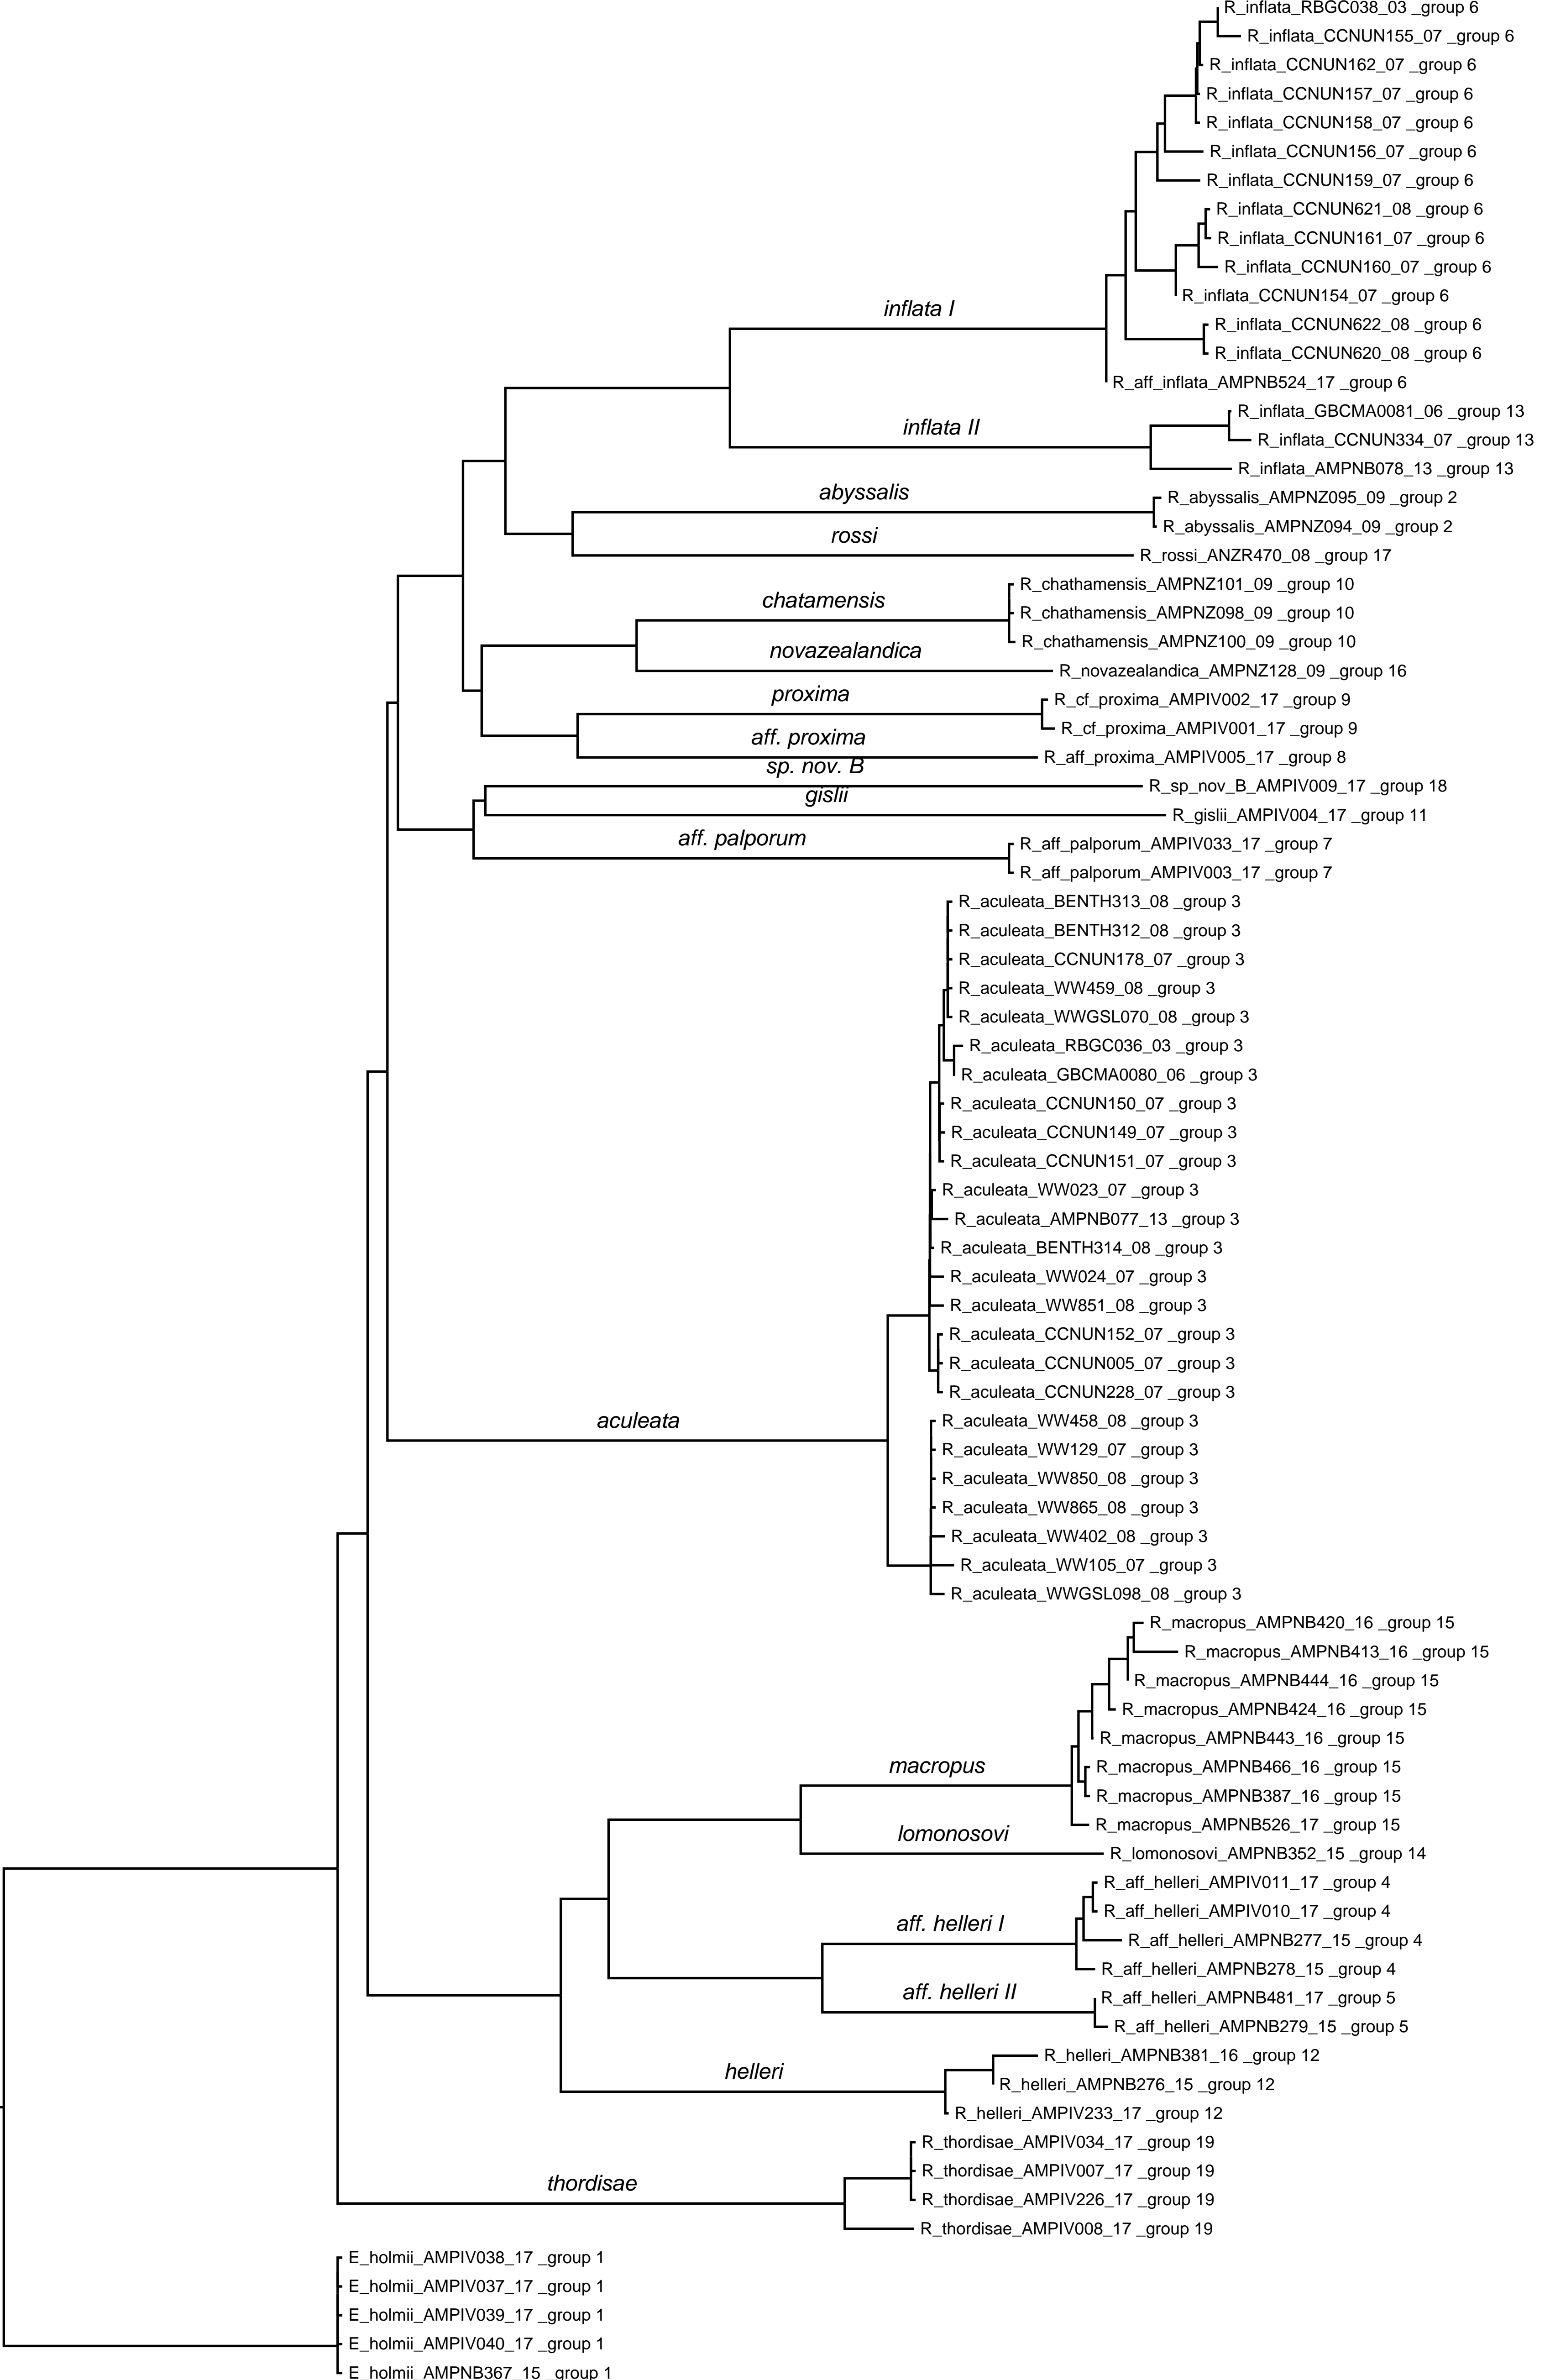 R_inflata_RBGC038_03 _group 6
R_inflata_CCNUN155_07 _group 6
R_inflata_CCNUN162_07 _group 6
R_inflata_CCNUN157_07 _group 6
R_inflata_CCNUN158_07 _group 6
R_inflata_CCNUN156_07 _group 6
R_inflata_CCNUN159_07 _group 6
R_inflata_CCNUN621_08 _group 6
R_inflata_CCNUN161_07 _group 6
R_inflata_CCNUN160_07 _group 6
R_inflata_CCNUN154_07 _group 6
inflata I
R_inflata_CCNUN622_08 _group 6
R_inflata_CCNUN620_08 _group 6
R_aff_inflata_AMPNB524_17 _group 6
R_inflata_GBCMA0081_06 _group 13
inflata II
R_inflata_CCNUN334_07 _group 13
R_inflata_AMPNB078_13 _group 13
abyssalis
R_abyssalis_AMPNZ095_09 _group 2
R_abyssalis_AMPNZ094_09 _group 2
rossi
R_rossi_ANZR470_08 _group 17
R_chathamensis_AMPNZ101_09 _group 10
chatamensis
R_chathamensis_AMPNZ098_09 _group 10
R_chathamensis_AMPNZ100_09 _group 10
novazealandica
R_novazealandica_AMPNZ128_09 _group 16
proxima
R_cf_proxima_AMPIV002_17 _group 9
R_cf_proxima_AMPIV001_17 _group 9
aff. proxima
R_aff_proxima_AMPIV005_17 _group 8
sp. nov. B
R_sp_nov_B_AMPIV009_17 _group 18
gislii
R_gislii_AMPIV004_17 _group 11
aff. palporum
R_aff_palporum_AMPIV033_17 _group 7
R_aff_palporum_AMPIV003_17 _group 7
R_aculeata_BENTH313_08 _group 3
R_aculeata_BENTH312_08 _group 3
R_aculeata_CCNUN178_07 _group 3
R_aculeata_WW459_08 _group 3
R_aculeata_WWGSL070_08 _group 3
R_aculeata_RBGC036_03 _group 3
R_aculeata_GBCMA0080_06 _group 3
R_aculeata_CCNUN150_07 _group 3
R_aculeata_CCNUN149_07 _group 3
R_aculeata_CCNUN151_07 _group 3
R_aculeata_WW023_07 _group 3
R_aculeata_AMPNB077_13 _group 3
R_aculeata_BENTH314_08 _group 3
R_aculeata_WW024_07 _group 3
R_aculeata_WW851_08 _group 3
R_aculeata_CCNUN152_07 _group 3
R_aculeata_CCNUN005_07 _group 3
R_aculeata_CCNUN228_07 _group 3
aculeata
R_aculeata_WW458_08 _group 3
R_aculeata_WW129_07 _group 3
R_aculeata_WW850_08 _group 3
R_aculeata_WW865_08 _group 3
R_aculeata_WW402_08 _group 3
R_aculeata_WW105_07 _group 3
R_aculeata_WWGSL098_08 _group 3
R_macropus_AMPNB420_16 _group 15
R_macropus_AMPNB413_16 _group 15
R_macropus_AMPNB444_16 _group 15
R_macropus_AMPNB424_16 _group 15
R_macropus_AMPNB443_16 _group 15
macropus
R_macropus_AMPNB466_16 _group 15
R_macropus_AMPNB387_16 _group 15
R_macropus_AMPNB526_17 _group 15
lomonosovi
R_lomonosovi_AMPNB352_15 _group 14
R_aff_helleri_AMPIV011_17 _group 4
R_aff_helleri_AMPIV010_17 _group 4
aff. helleri I
R_aff_helleri_AMPNB277_15 _group 4
R_aff_helleri_AMPNB278_15 _group 4
aff. helleri II
R_aff_helleri_AMPNB481_17 _group 5
R_aff_helleri_AMPNB279_15 _group 5
R_helleri_AMPNB381_16 _group 12
helleri
R_helleri_AMPNB276_15 _group 12
R_helleri_AMPIV233_17 _group 12
R_thordisae_AMPIV034_17 _group 19
R_thordisae_AMPIV007_17 _group 19
thordisae
R_thordisae_AMPIV226_17 _group 19
R_thordisae_AMPIV008_17 _group 19
E_holmii_AMPIV038_17 _group 1
E_holmii_AMPIV037_17 _group 1
E_holmii_AMPIV039_17 _group 1
E_holmii_AMPIV040_17 _group 1
E_holmii_AMPNB367_15 _group 1